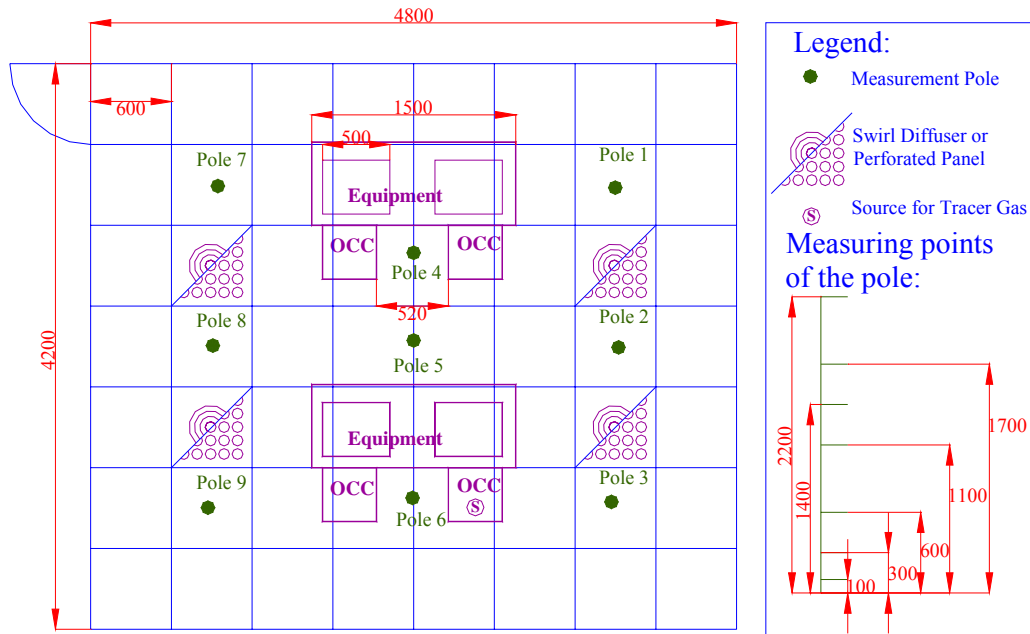 4800
600
1500
500
Pole 7
Pole 1
Equipment
OCC
OCC
Pole 4
520
Pole 8
Pole 2
Pole 5
4200
Equipment
Pole 9
OCC
OCC
Pole 3
S
Pole 6
Legend:
Measurement Pole
Swirl Diffuser or
Perforated Panel
S
Source for Tracer Gas
Measuring points
of the pole:
2200
1400
1700
1100
600
300
100